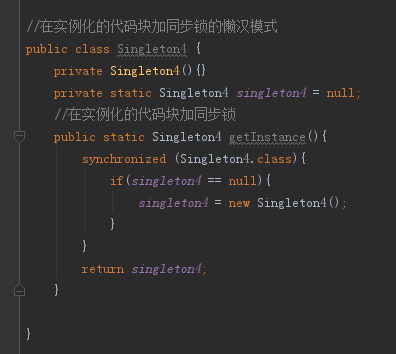 //在实例化的代码块加同步锁的懒汉模式
public class Singleton4 {
    private Singleton4(){}
    private static Singleton4 singleton4 = null;
    //在实例化的代码块加同步锁
    public static Singleton4 getInstance(){
        synchronized (Singleton4.class){
            if(singleton4 == null){
                singleton4 = new Singleton4();
            }
        }
        return singleton4;
    }
}